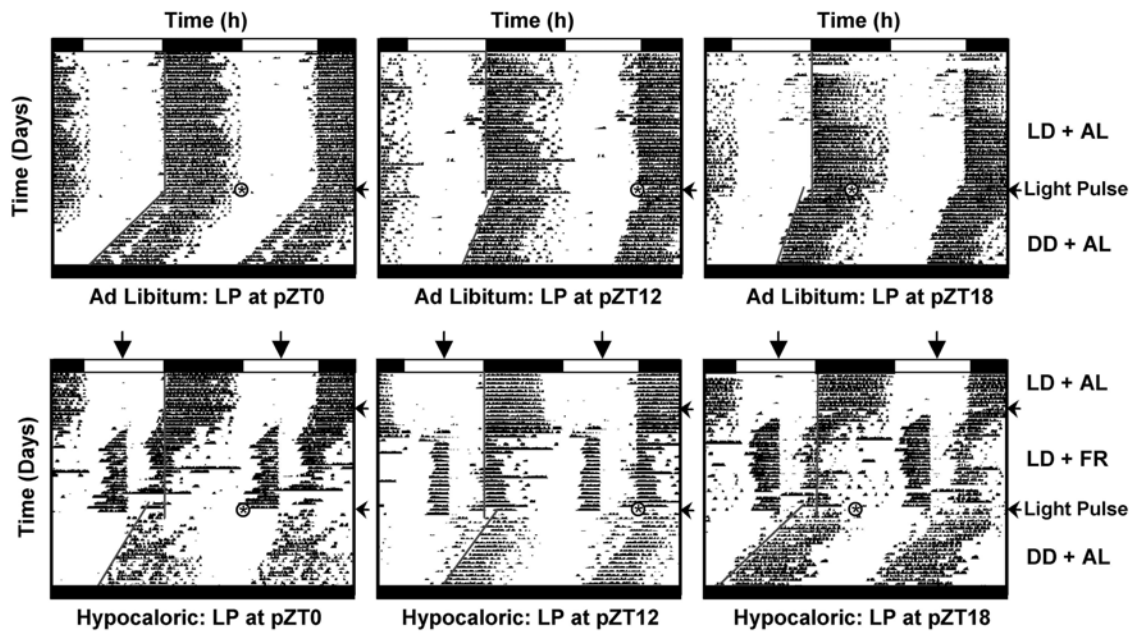 Time (h)
Time (h)
Time (h)
Time (Days)
LD + AL
Light Pulse
DD + AL
Ad Libitum: LP at pZT0
Ad Libitum: LP at pZT12
Ad Libitum: LP at pZT18
Time (Days)
LD + AL
LD + FR
Light Pulse
DD + AL
Hypocaloric: LP at pZT0
Hypocaloric: LP at pZT12
Hypocaloric: LP at pZT18